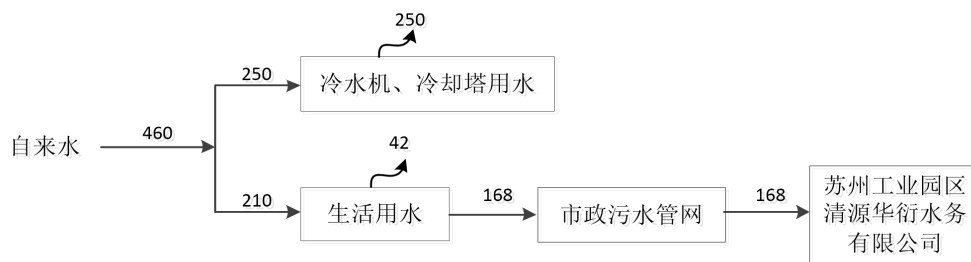 250
250
冷水机、冷却塔用水
自来水
460
42
210
生活用水
168
市政污水管网
168
苏州工业园区
清源华衍水务
有限公司